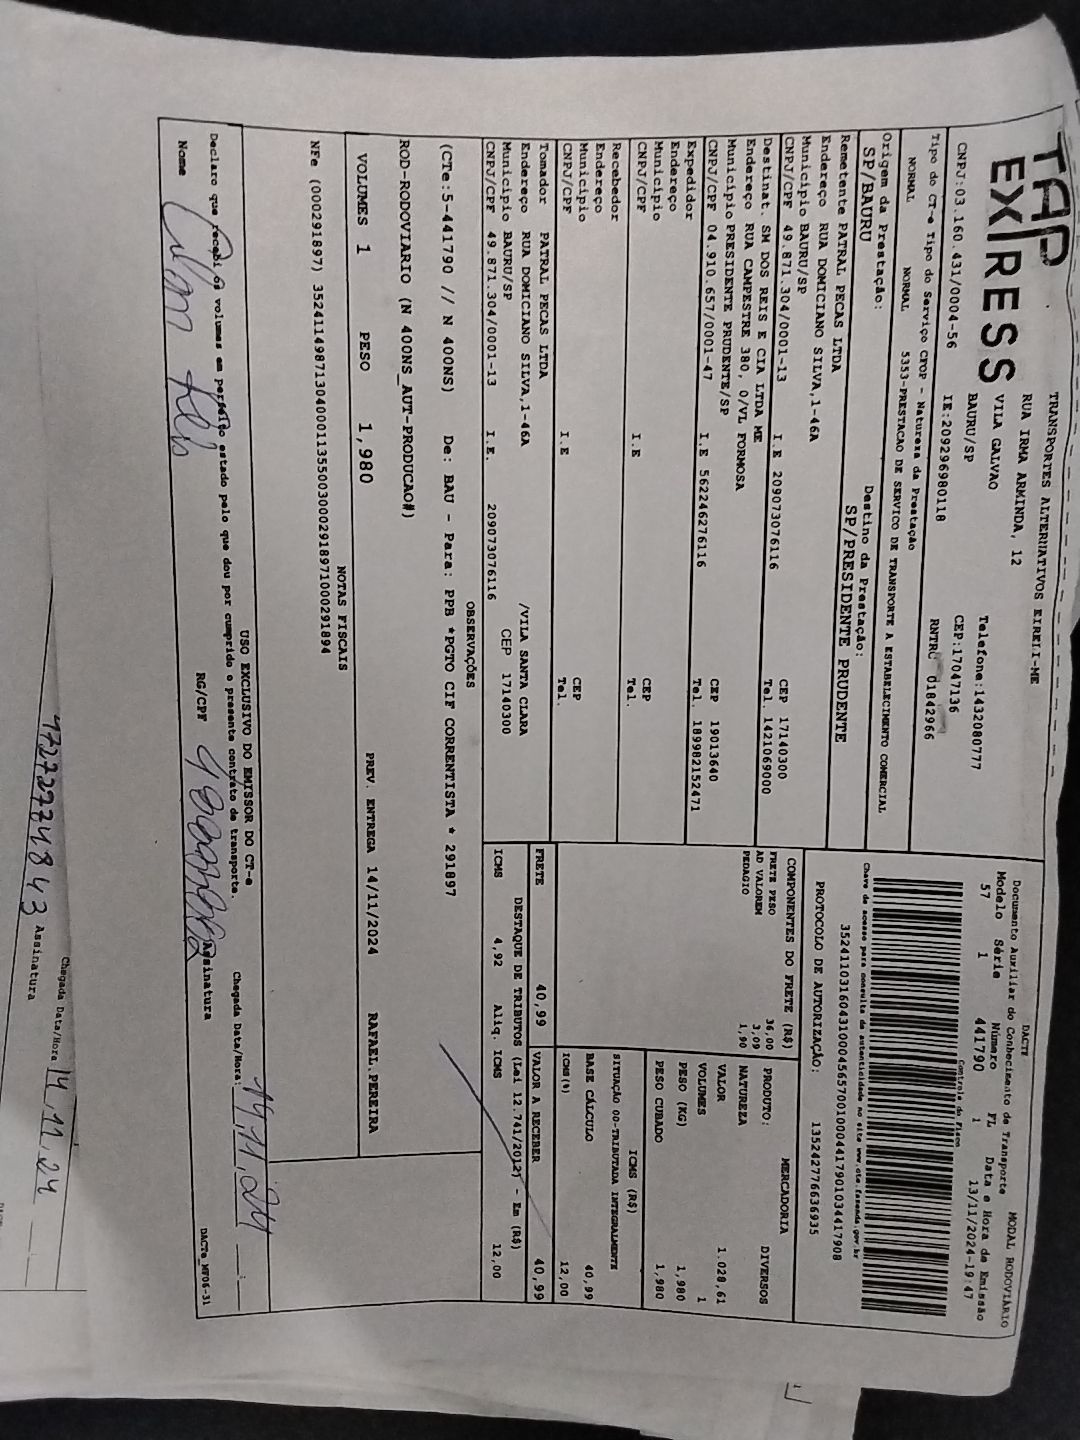 TAP
EXPRESS
TRANSPORTES ALTERNATIVOS EIRELI-ME
RUA IRMA ARMINDA, 12
VILA GALVAO
BAURU/SP
Telefone:1432080777
CEP:17047136
CNPJ:03.160.431/0004-56
IE:209296980118
RNTRC 01842966
Tipo do CT-e Tipo do Serviço CFOP - Natureza da Prestação
NORMAL NORMAL 5353-PRESTACAO DE SERVICO DE TRANSPORTE A ESTABELECIMENTO COMERCIAL
Origem da Prestação:
SP/BAURU
Destino da Prestação:
SP/PRESIDENTE PRUDENTE
DACTE
MODAL RODOVIÁRIO
Documento Auxiliar do Conhecimento de Transporte
Modelo Série Número FL Data e Hora de Emissão
57 1 441790 1 13/11/2024-19:47
Controle do Fisco
Chave de acesso para consulta de autenticidade no site www.cte.fazenda.gov.br
35241103160431000456570010004417901034417908
PROTOCOLO DE AUTORIZAÇÃO: 135242776636935
Remetente PATRAL PECAS LTDA
Endereço RUA DOMICIANO SILVA,1-46A
Município BAURU/SP
CEP 17140300
CNPJ/CPF 49.871.304/0001-13 I.E 209073076116 Tel. 1421069000
Destinat. SM DOS REIS E CIA LTDA ME
Endereço RUA CAMPESTRE 380, 0/VL FORMOSA
Município PRESIDENTE PRUDENTE/SP CEP 19013640
CNPJ/CPF 04.910.657/0001-47 I.E 562246276116 Tel. 189982152471
Expedidor
Endereço
Município CEP
CNPJ/CPF I.E Tel.
Recebedor
Endereço
Município CEP
CNPJ/CPF I.E Tel.
Tomador PATRAL PECAS LTDA
Endereço RUA DOMICIANO SILVA,1-46A /VILA SANTA CLARA
Município BAURU/SP CEP 17140300
CNPJ/CPF 49.871.304/0001-13 I.E. 209073076116
COMPONENTES DO FRETE (R$)
FRETE PESO 36,00
AD VALOREM 3,09
PEDAGIO 1,90
MERCADORIA
PRODUTO: DIVERSOS
NATUREZA
VALOR 1.028,61
VOLUMES 1
PESO (KG) 1,980
PESO CUBADO 1,980
ICMS (R$)
SITUAÇÃO 00-TRIBUTADA INTEGRALMENTE
BASE CÁLCULO 40,99
ICMS(%) 12,00
FRETE 40,99 VALOR A RECEBER 40,99
DESTAQUE DE TRIBUTOS (Lei 12.741/2012) - Em (R$)
ICMS 4,92 Aliq. ICMS 12,00
OBSERVAÇÕES
(CTe:5-441790 // N 400NS) De: BAU - Para: PPB *PGTO CIF CORRENTISTA * 291897
ROD-RODOVIARIO (N 400NS_AUT-PRODUCAO#)
VOLUMES 1 PESO 1,980 PREV. ENTREGA 14/11/2024 RAFAEL.PEREIRA
NOTAS FISCAIS
NFe (000291897) 35241149871304000113550030002918971000291894
USO EXCLUSIVO DO EMISSOR DO CT-e
Declaro que recebi os volumes em perfeito estado pelo que dou por cumprido o presente contrato de transporte.
Chegada Data/Hora: 14,11,24
Nome RG/CPF Assinatura
DACTe_MF06-31
Chegada Data/Hora 14.11.24
Assinatura